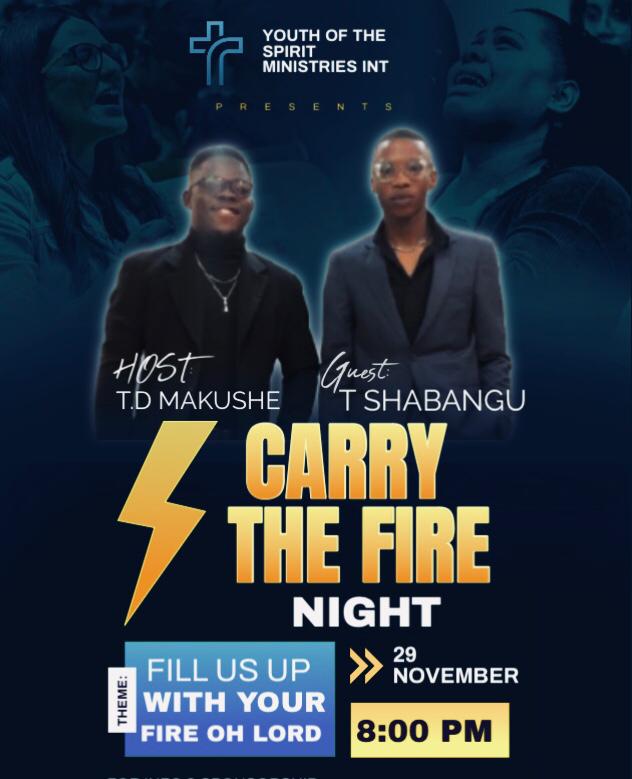 YOUTH OF THE
SPIRIT
MINISTRIES INT
PRESENTS
HOST:
T.D MAKUSHE
Guest:
T SHABANGU
CARRY
THE FIRE
NIGHT
THEME:
FILL US UP
WITH YOUR
FIRE OH LORD
29
NOVEMBER
8:00 PM